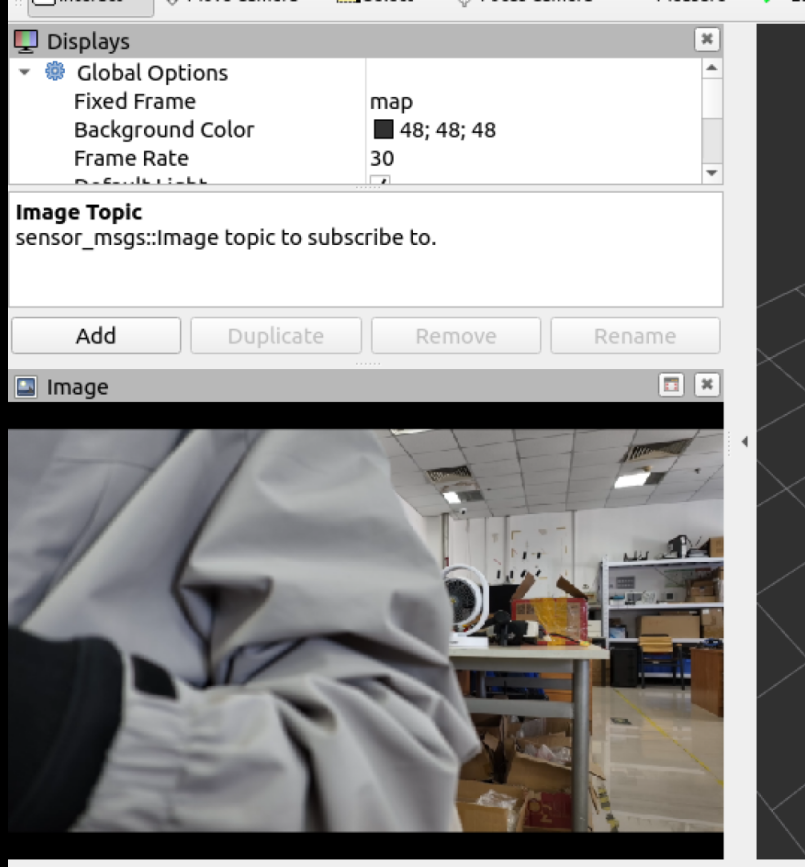 Displays
Global Options
Fixed Frame
map
Background Color
48; 48; 48
Frame Rate
30
Image Topic
sensor_msgs::Image topic to subscribe to.
Add
Duplicate
Remove
Rename
Image